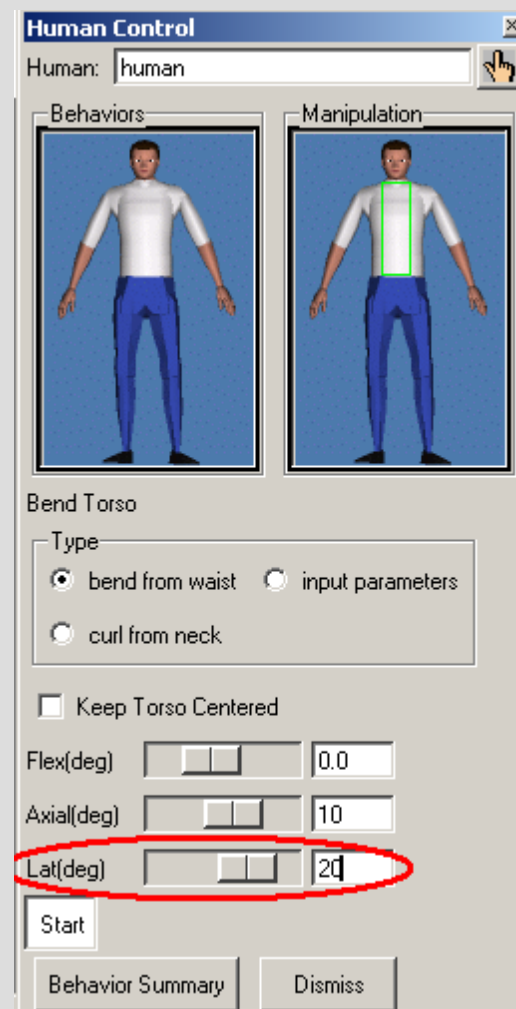 Human Control
Human: human
Behaviors Manipulation
Bend Torso
Type
bend from waist input parameters
curl from neck
Keep Torso Centered
Flex(deg) 0.0
Axial(deg) 10
Lat(deg) 20
Start
Behavior Summary Dismiss